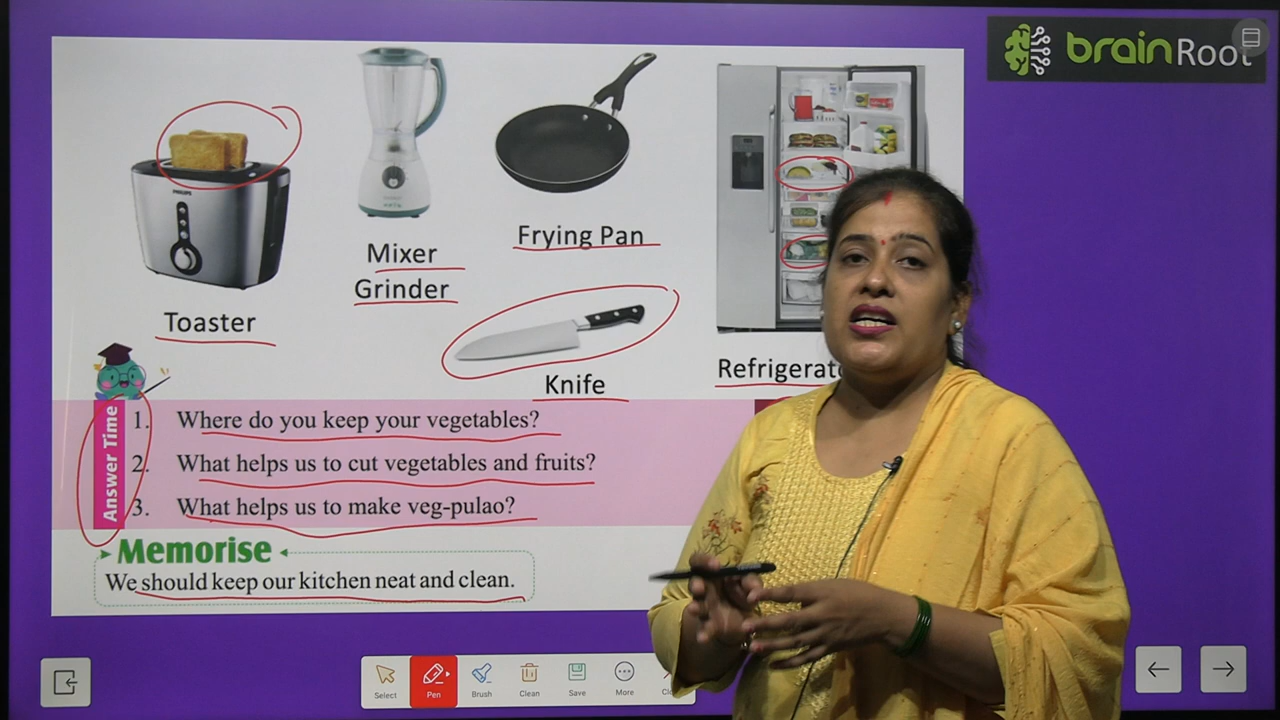 brainRoot
PHILIPS
Mixer
Grinder
Frying Pan
Toaster
Knife
Answer Time
1. Where do you keep your vegetables?
2. What helps us to cut vegetables and fruits?
3. What helps us to make veg-pulao?
Memorise
We should keep our kitchen neat and clean.
Select
Pen
Brush
Clean
Save
More